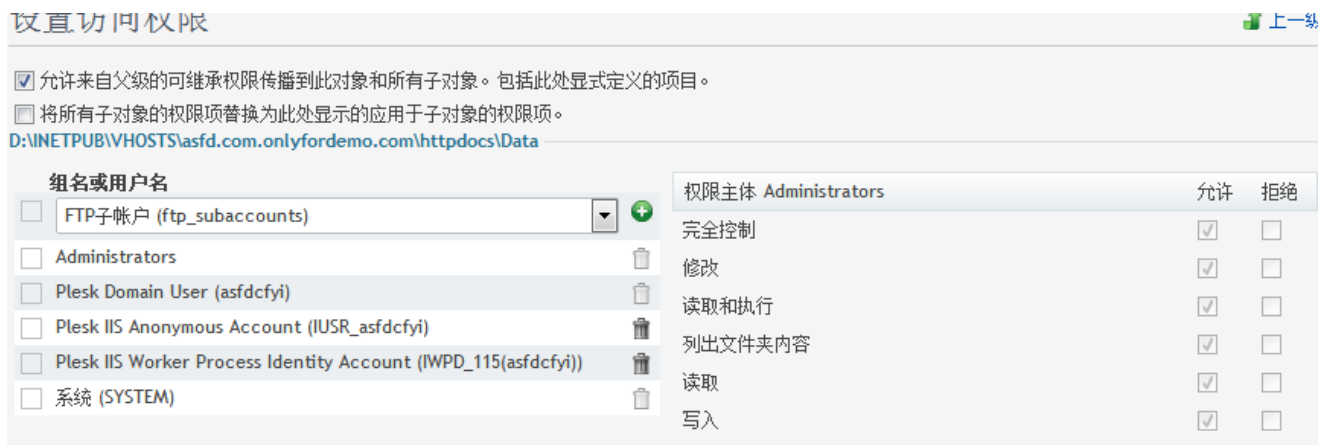 设置访问权限
上一级
允许来自父级的可继承权限传播到此对象和所有子对象。包括此处显式定义的项目。
将所有子对象的权限项替换为此处显示的应用于子对象的权限项。
D:\INETPUB\VHOSTS\asfd.com.onlyfordemo.com\httpdocs\Data
组名或用户名
FTP子帐户 (ftp_subaccounts)
Administrators
Plesk Domain User (asfdcfyi)
Plesk IIS Anonymous Account (IUSR_asfdcfyi)
Plesk IIS Worker Process Identity Account (IWPD_115(asfdcfyi))
系统 (SYSTEM)
权限主体 Administrators 允许 拒绝
完全控制
修改
读取和执行
列出文件夹内容
读取
写入